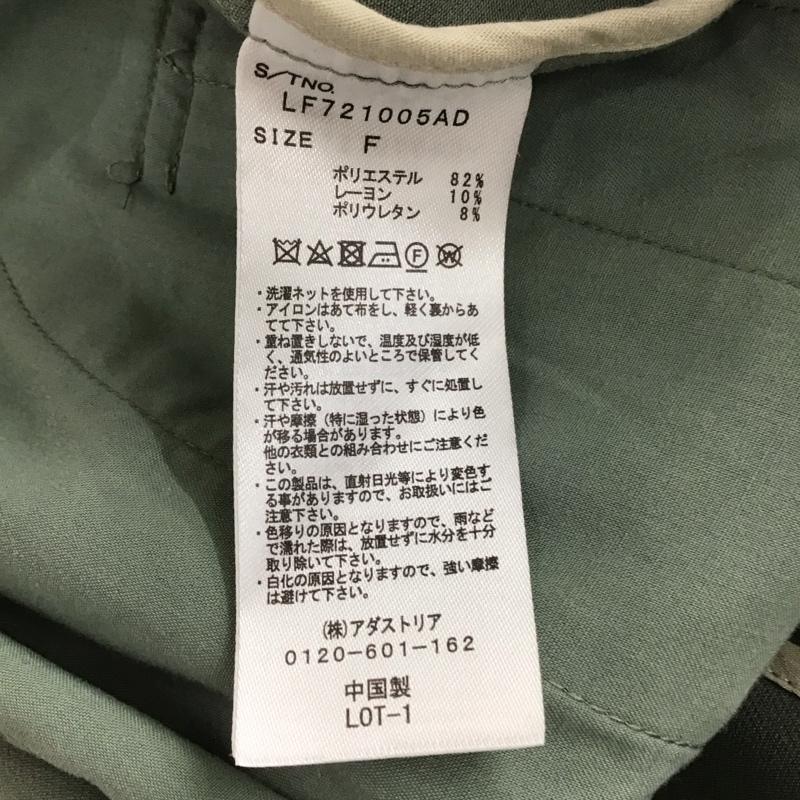 S/TNO.
LF721005AD
SIZE F
ポリエステル 82%
レーヨン 10%
ポリウレタン 8%
F W
・洗濯ネットを使用して下さい。
・アイロンはあて布をし、軽く裏からあ
てて下さい。
・重ね置きしないで、温度及び湿度が低
く、通気性のよいところで保管してく
ださい。
・汗や汚れは放置せずに、すぐに処置し
て下さい。
・汗や摩擦（特に湿った状態）により色
が移る場合があります。
他の衣類との組み合わせにご注意くだ
さい。
・この製品は、直射日光等により変色す
る事がありますので、お取扱いにはご
注意下さい。
・色移りの原因となりますので、雨など
で濡れた際は、放置せずに水分を十分
取り除いて下さい。
・白化の原因となりますので、強い摩擦
は避けて下さい。
(株)アダストリア
0120-601-162
中国製
LOT-1